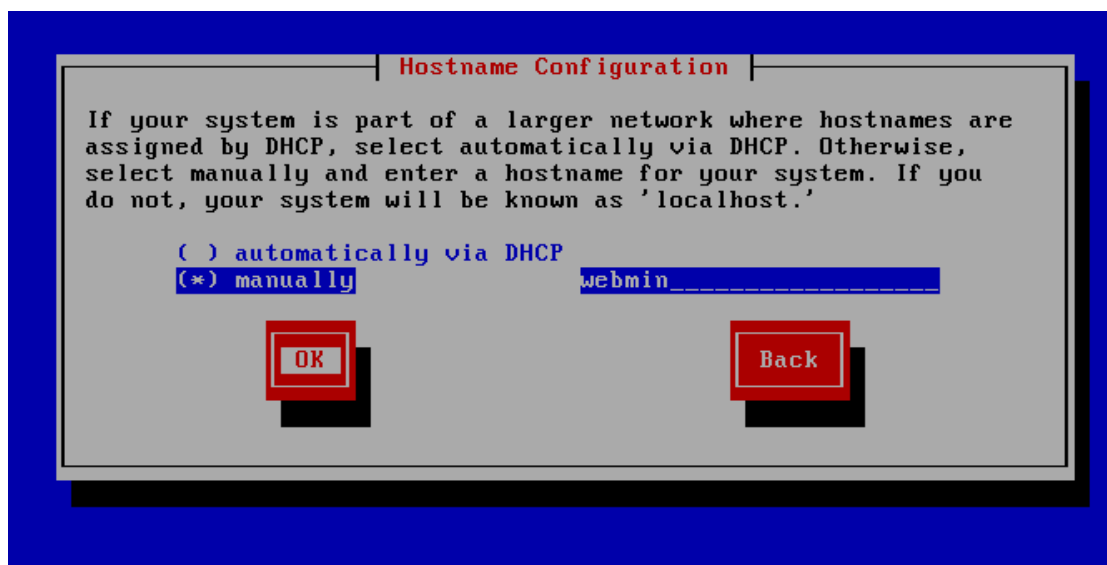 Hostname Configuration
If your system is part of a larger network where hostnames are
assigned by DHCP, select automatically via DHCP. Otherwise,
select manually and enter a hostname for your system. If you
do not, your system will be known as 'localhost.'
( ) automatically via DHCP
(*) manually webmin__________________
OK Back